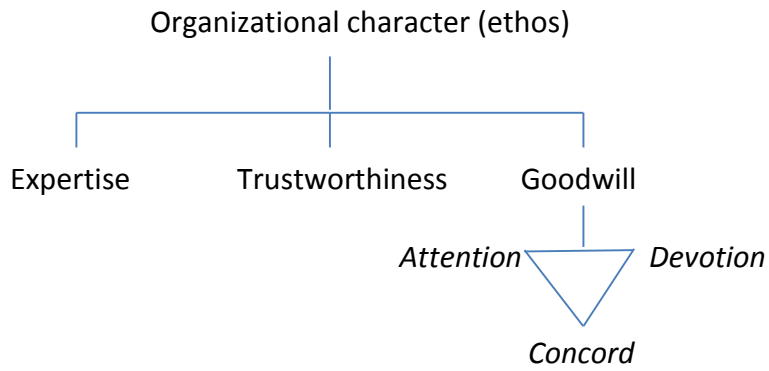 Organizational character (ethos)
Expertise Trustworthiness Goodwill
Attention Devotion
Concord